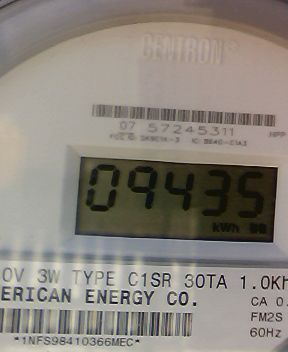 CENTRON®
07 57245311
09435
kWh
0V 3W TYPE C1SR 30TA 1.0Kh
ERICAN ENERGY CO.
CA 0.
FM2S
60Hz
*1NFS98410366MEC*